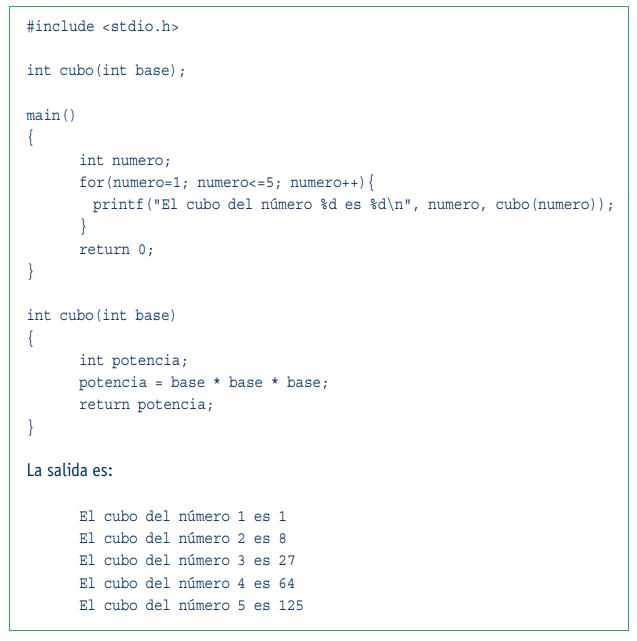 #include <stdio.h>
int cubo(int base);
main()
{
int numero;
for(numero=1; numero<=5; numero++){
printf("El cubo del número %d es %d\n", numero, cubo(numero));
}
return 0;
}
int cubo(int base)
{
int potencia;
potencia = base * base * base;
return potencia;
}
La salida es:
El cubo del número 1 es 1
El cubo del número 2 es 8
El cubo del número 3 es 27
El cubo del número 4 es 64
El cubo del número 5 es 125